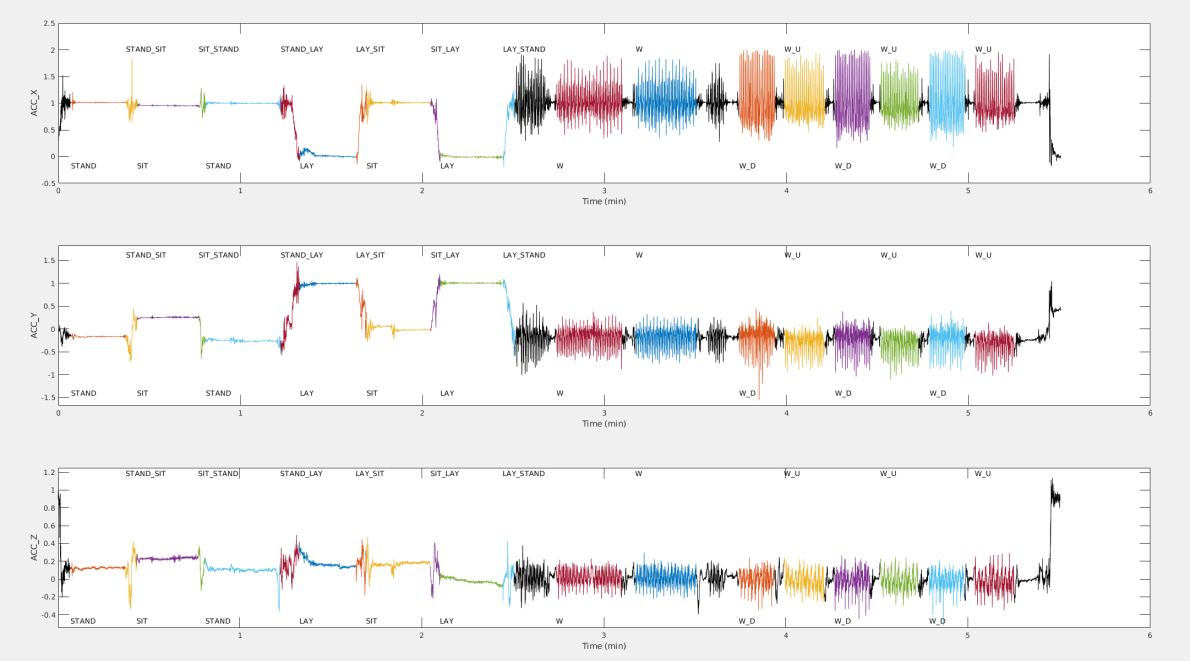 2.5
STAND_SIT SIT_STAND STAND_LAY LAY_SIT SIT_LAY LAY_STAND W W_U W_U W_U
2
1.5
ACC_X
1
0.5
0
STAND SIT STAND LAY SIT LAY W W_D W_D W_D
-0.5
0 1 2 3 4 5 6
Time (min)
STAND_SIT SIT_STAND STAND_LAY LAY_SIT SIT_LAY LAY_STAND W W_U W_U W_U
1.5
1
0.5
ACC_Y
0
-0.5
-1
STAND SIT STAND LAY SIT LAY W W_D W_D W_D
-1.5
0 1 2 3 4 5 6
Time (min)
1.2
STAND_SIT SIT_STAND STAND_LAY LAY_SIT SIT_LAY LAY_STAND W W_U W_U W_U
1
0.8
0.6
0.4
ACC_Z
0.2
0
-0.2
-0.4
STAND SIT STAND LAY SIT LAY W W_D W_D W_D
1 2 3 4 5 6
Time (min)